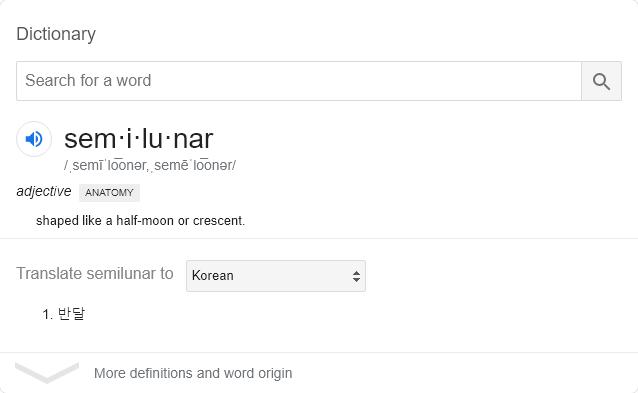 Dictionary
Search for a word
sem·i·lu·nar
/ˌsemīˈlo͞onər,ˌsemēˈlo͞onər/
adjective ANATOMY
shaped like a half-moon or crescent.
Translate semilunar to Korean
1. 반달
More definitions and word origin